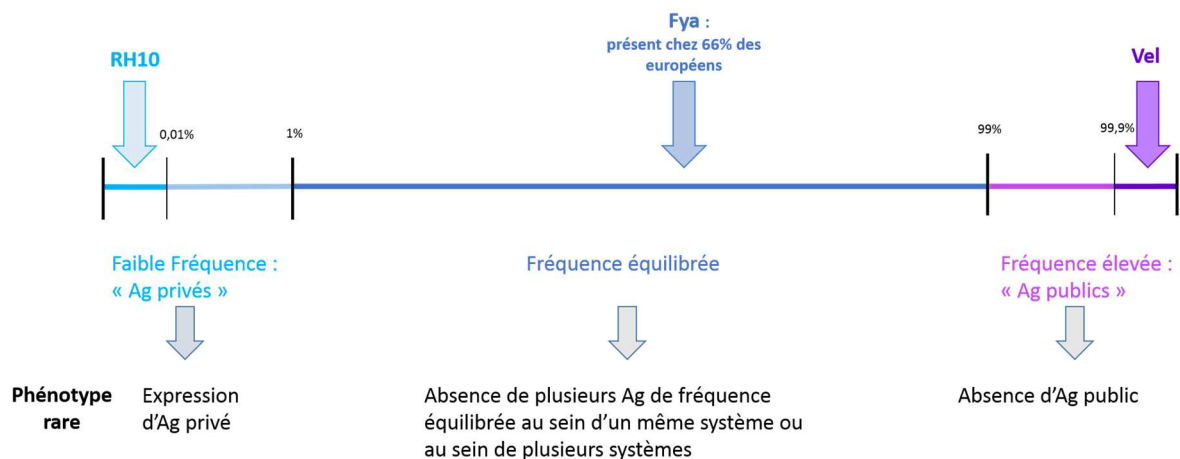 Fya :
présent chez 66% des
européens
RH10
Vel
0,01%
1%
99%
99,9%
Faible Fréquence :
« Ag privés »
Fréquence équilibrée
Fréquence élevée :
« Ag publics »
Phénotype
rare
Expression
d’Ag privé
Absence de plusieurs Ag de fréquence
équilibrée au sein d’un même système ou
au sein de plusieurs systèmes
Absence d’Ag public